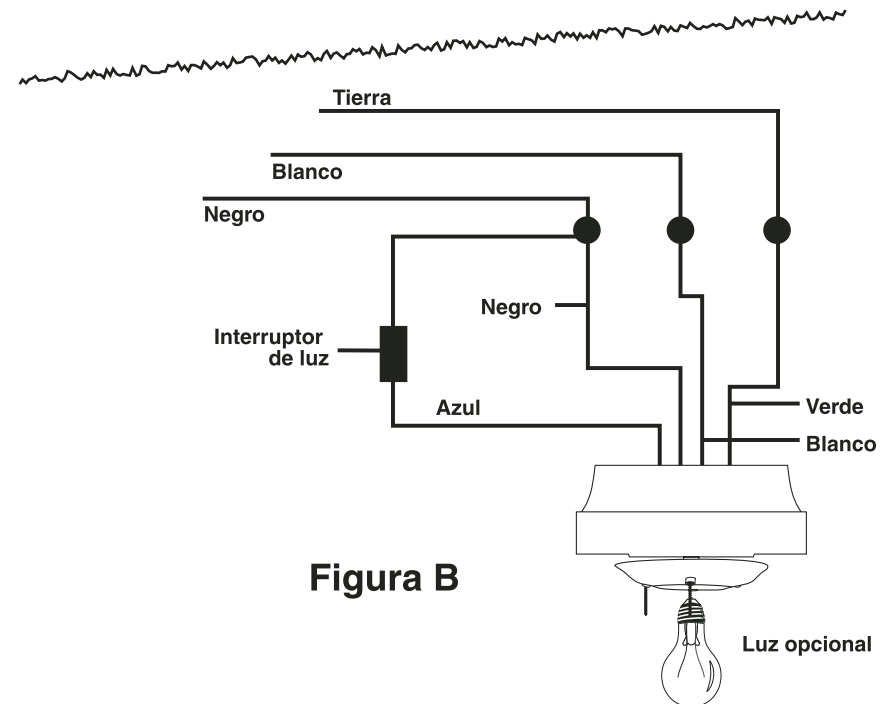 Tierra
Blanco
Negro
Negro
Interruptor
de luz
Azul
Verde
Blanco
Figura B
Luz opcional